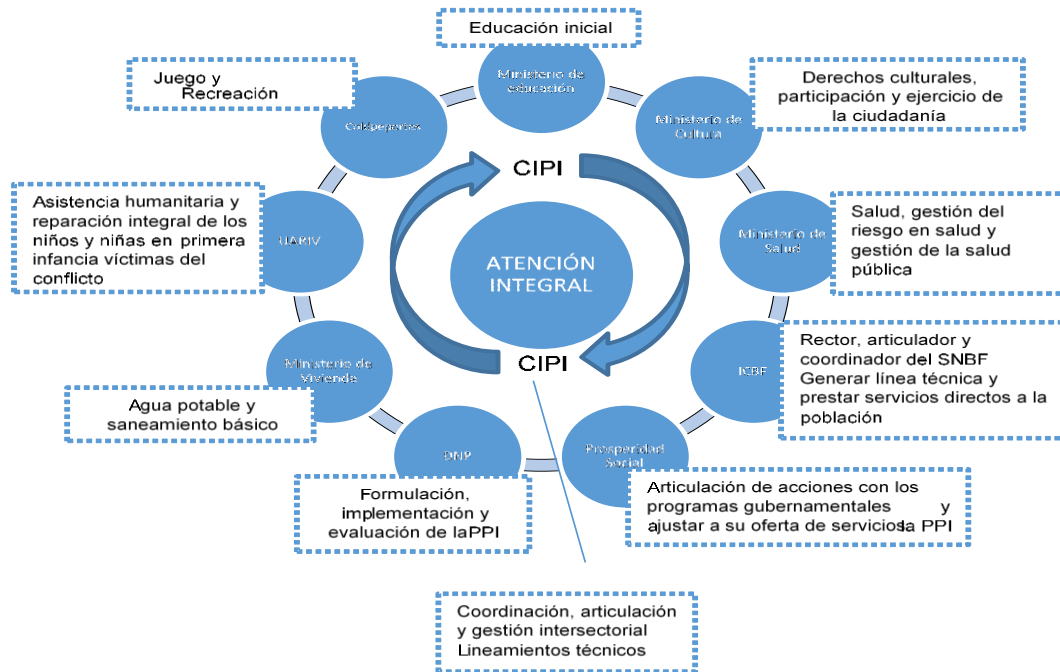 Educación inicial
Ministerio de
educación
Juego y
Recreación
Derechos culturales,
participación y ejercicio de
la ciudadanía
Coldeportes
Ministerio de
Cultura
CIPI
Asistencia humanitaria y
reparación integral de los
niños y niñas en primera
infancia víctimas del
conflicto
UARIV
ATENCIÓN
INTEGRAL
Ministerio de
Salud
Salud, gestión del
riesgo en salud y
gestión de la salud
pública
CIPI
Ministerio de
Vivienda
ICBF
Rector, articulador y
coordinador del SNBF
Generar línea técnica y
prestar servicios directos a la
población
Agua potable y
saneamiento básico
DNP
Prosperidad
Social
Formulación,
implementación y
evaluación de laPPI
Articulación de acciones con los
programas gubernamentales y
ajustar a su oferta de servicios la PPI
Coordinación, articulación
y gestión intersectorial
Lineamientos técnicos